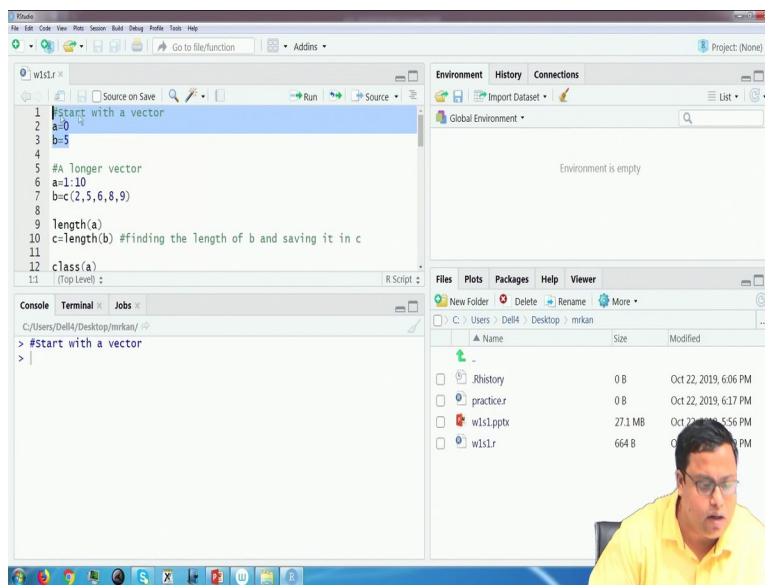 RStudio
File Edit Code View Plots Session Build Debug Profile Tools Help
Go to file/function
Addins
Project: (None)
w1s1.r
Source on Save
Run
Source
1 #Start with a vector
2 a=0
3 b=5
4
5 #A longer vector
6 a=1:10
7 b=c(2,5,6,8,9)
8
9 length(a)
10 c=length(b) #finding the length of b and saving it in c
11
12 class(a)
1:1 (Top Level) R Script
Console Terminal Jobs
C:/Users/Dell4/Desktop/mrkan/
> #Start with a vector
>
Environment History Connections
Import Dataset
List
Global Environment
Environment is empty
Files Plots Packages Help Viewer
New Folder Delete Rename More
C: > Users > Dell4 > Desktop > mrkan
Name Size Modified
..
.Rhistory 0 B Oct 22, 2019, 6:06 PM
practice.r 0 B Oct 22, 2019, 6:17 PM
w1s1.pptx 27.1 MB Oct 5:56 PM
w1s1.r 664 B PM